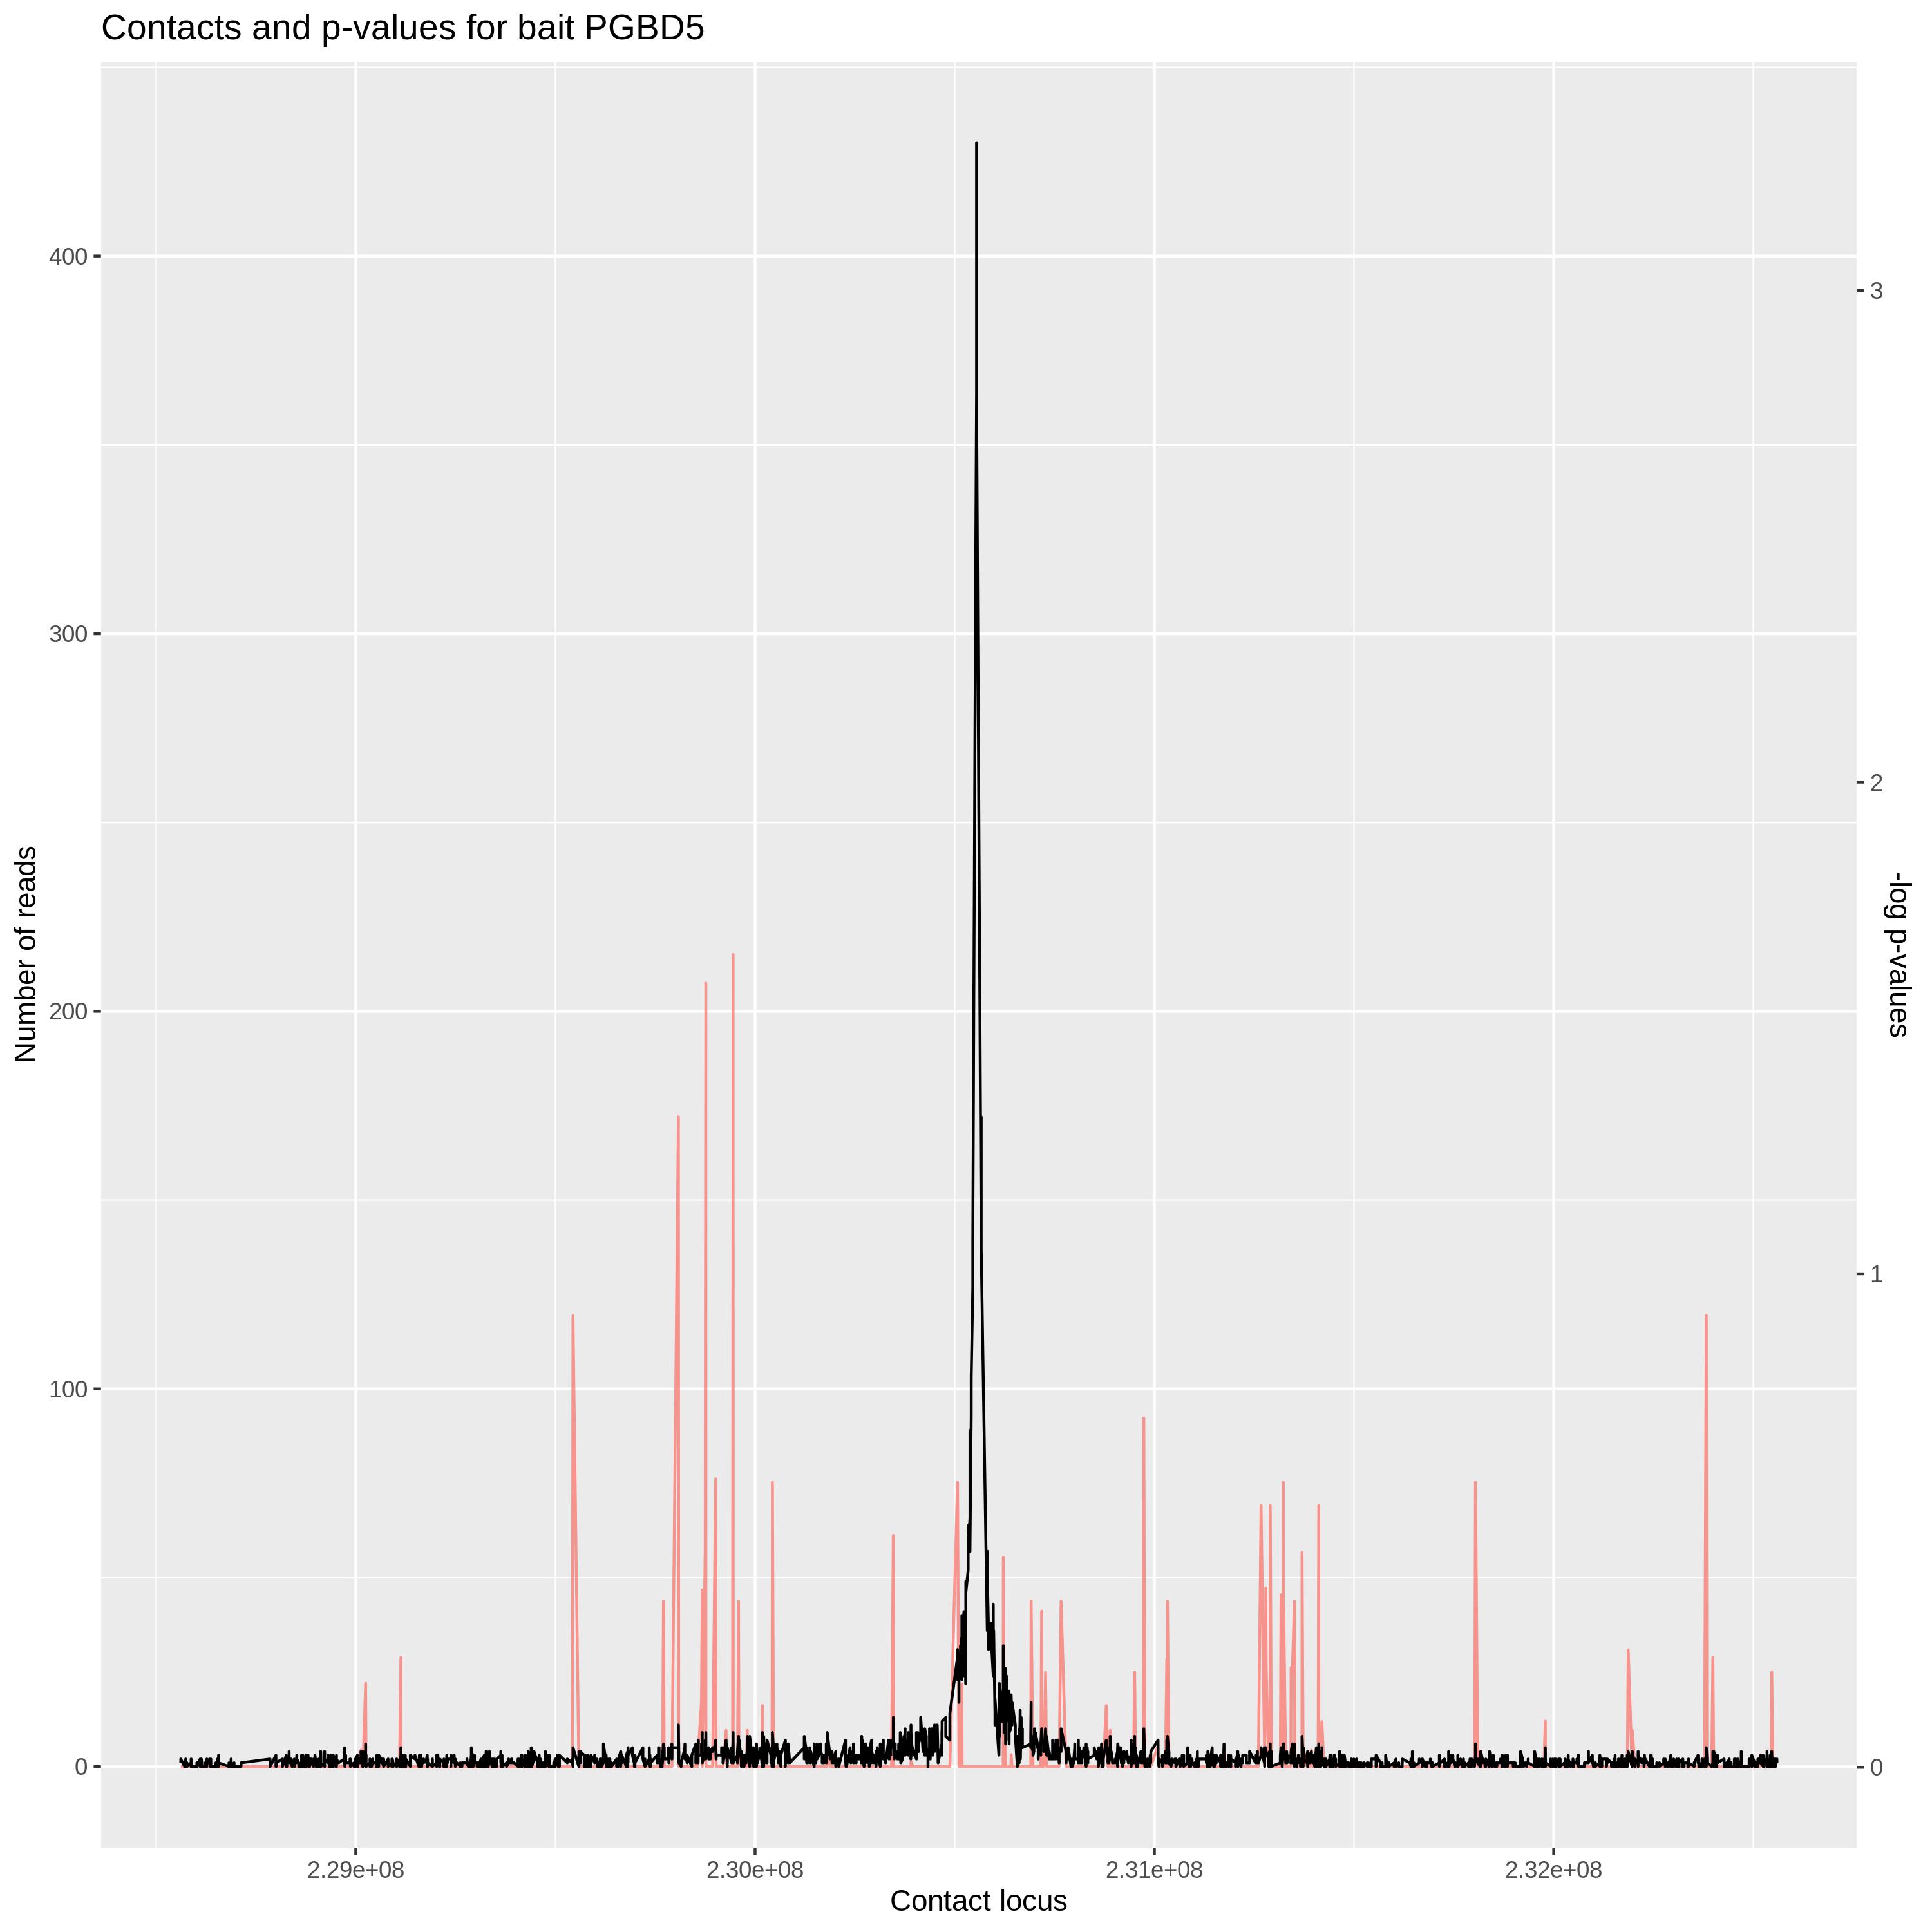 Contacts and p-values for bait PGBD5
400
300
200
100
0
Number of reads
3
2
1
0
-log p-values
2.29e+08
2.30e+08
2.31e+08
2.32e+08
Contact locus